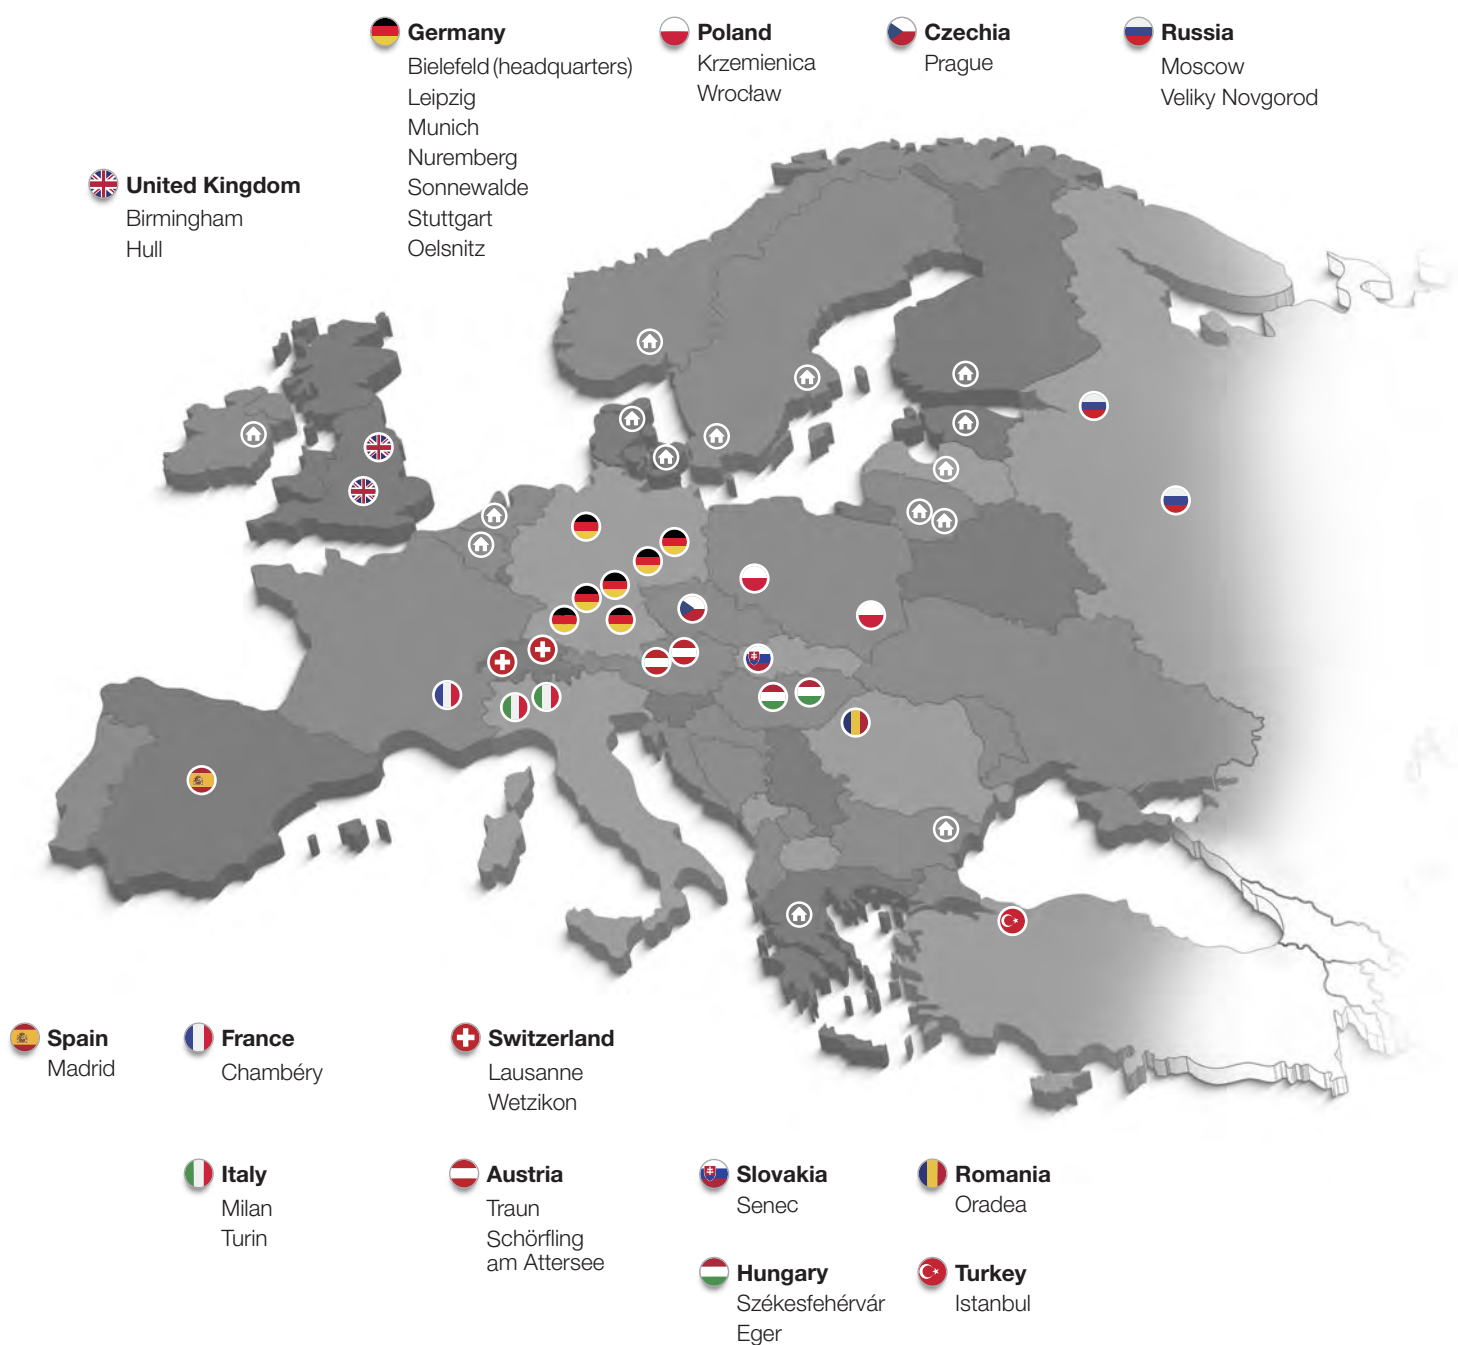 Germany
Bielefeld (headquarters)
Leipzig
Munich
Nuremberg
Sonnewalde
Stuttgart
Oelsnitz
Poland
Krzemienica
Wrocław
Czechia
Prague
Russia
Moscow
Veliky Novgorod
United Kingdom
Birmingham
Hull
Spain
Madrid
France
Chambéry
Switzerland
Lausanne
Wetzikon
Italy
Milan
Turin
Austria
Traun
Schörfling
am Attersee
Slovakia
Senec
Romania
Oradea
Hungary
Székesfehérvár
Eger
Turkey
Istanbul